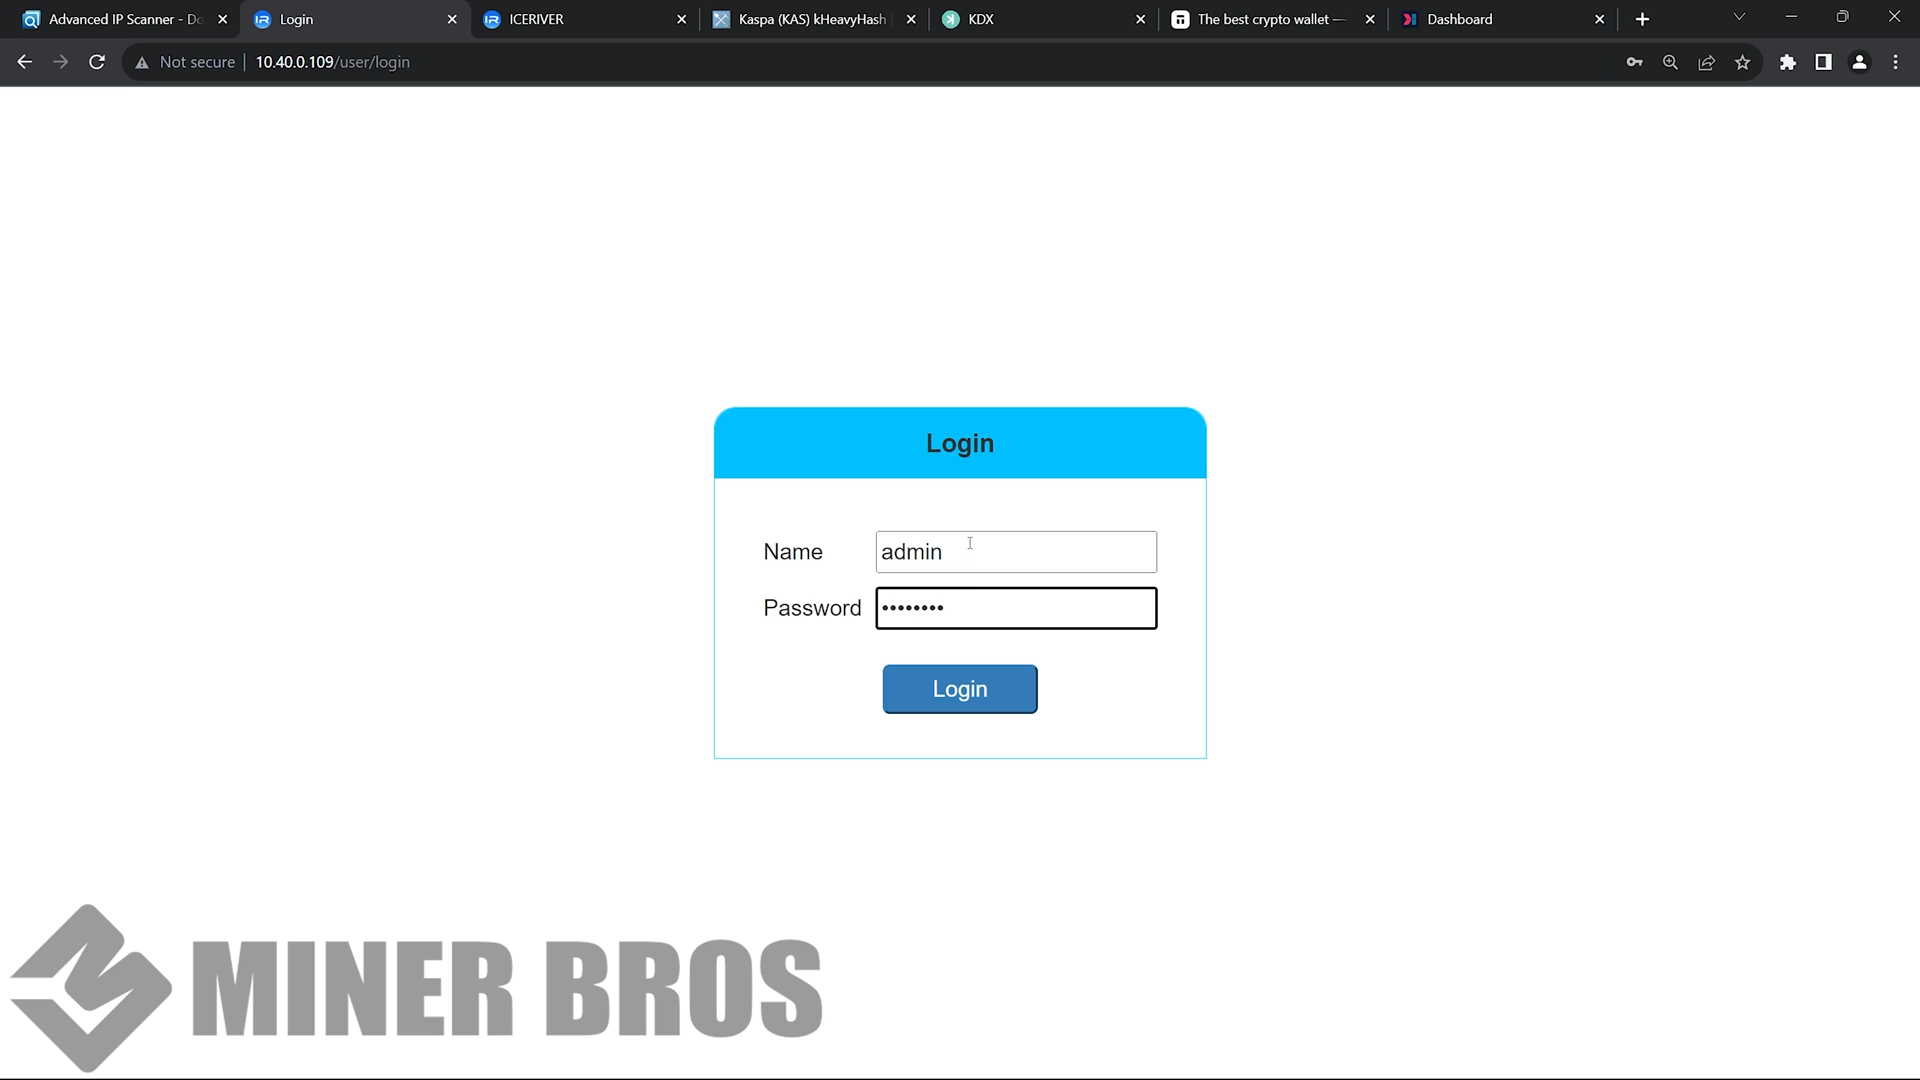 Advanced IP Scanner - Do
Login
ICERIVER
Kaspa (KAS) kHeavyHash
KDX
The best crypto wallet —
Dashboard
Not secure
10.40.0.109/user/login
Login
Name
admin
Password
••••••••
Login
MINER BROS